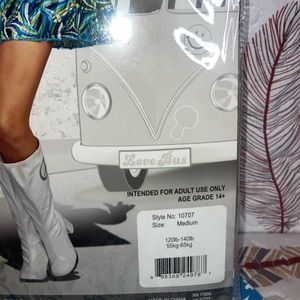 Love Bus
INTENDED FOR ADULT USE ONLY
AGE GRADE 14+
Style No: 10707
Size: Medium
120lb-140lb
55kg-65kg